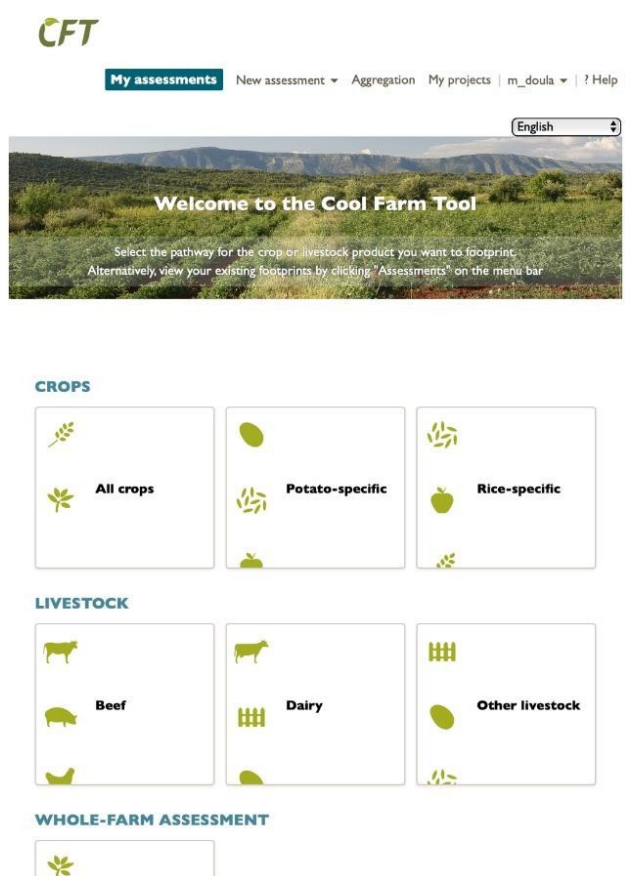 CFT
My assessments New assessment Aggregation My projects | m_doula | ? Help
English
Welcome to the Cool Farm Tool
Select the pathway for the crop or livestock product you want to footprint.
Alternatively, view your existing footprints by clicking "Assessments" on the menu bar
CROPS
All crops Potato-specific Rice-specific
LIVESTOCK
Beef Dairy Other livestock
WHOLE-FARM ASSESSMENT